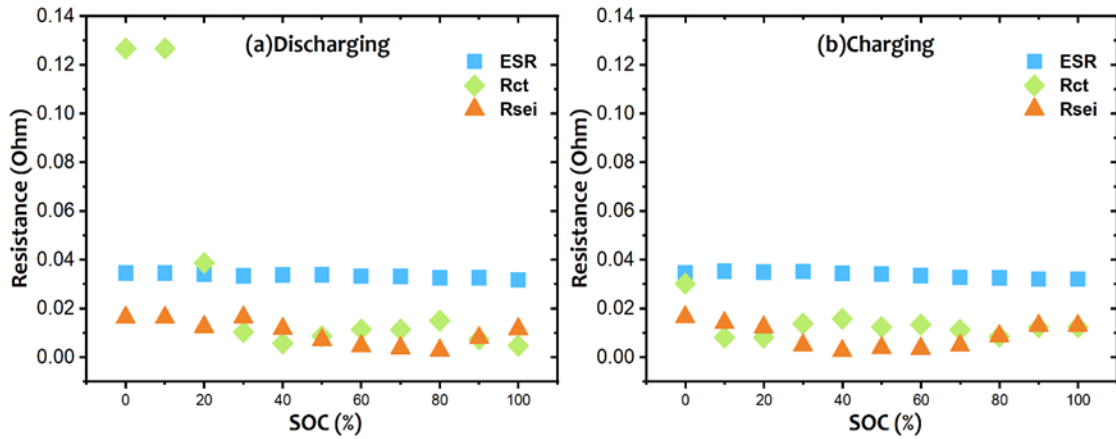 (a)Discharging
ESR
Rct
Rsei
Resistance (Ohm)
0.14
0.12
0.10
0.08
0.06
0.04
0.02
0.00
0 20 40 60 80 100
SOC (%)
(b)Charging
ESR
Rct
Rsei
Resistance (Ohm)
0.14
0.12
0.10
0.08
0.06
0.04
0.02
0.00
0 20 40 60 80 100
SOC (%)